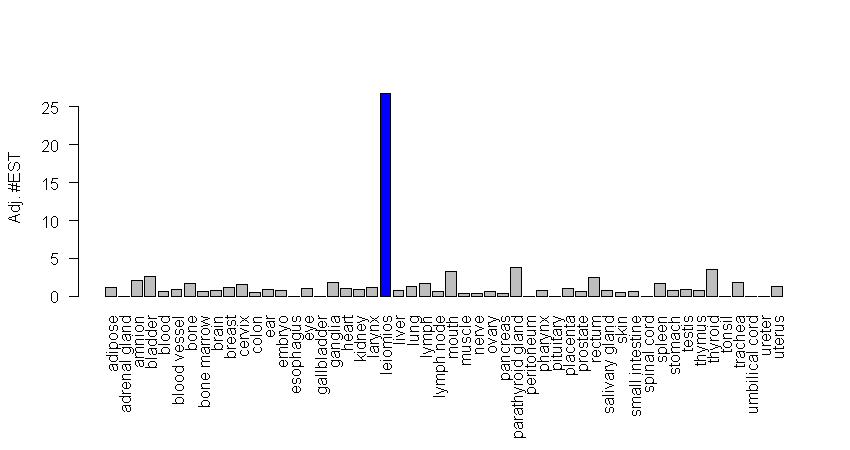 Adj. #EST
25
20
15
10
5
0
adipose
adrenal gland
amnion
bladder
blood
blood vessel
bone
bone marrow
brain
breast
cervix
colon
ear
embryo
esophagus
eye
gallbladder
ganglia
heart
kidney
larynx
leiomios
liver
lung
lymph
lymph node
mouth
muscle
nerve
ovary
pancreas
parathyroid gland
peritoneum
pharynx
pituitary
placenta
prostate
rectum
salivary gland
skin
small intestine
spinal cord
spleen
stomach
testis
thymus
thyroid
tonsil
trachea
umbilical cord
ureter
uterus